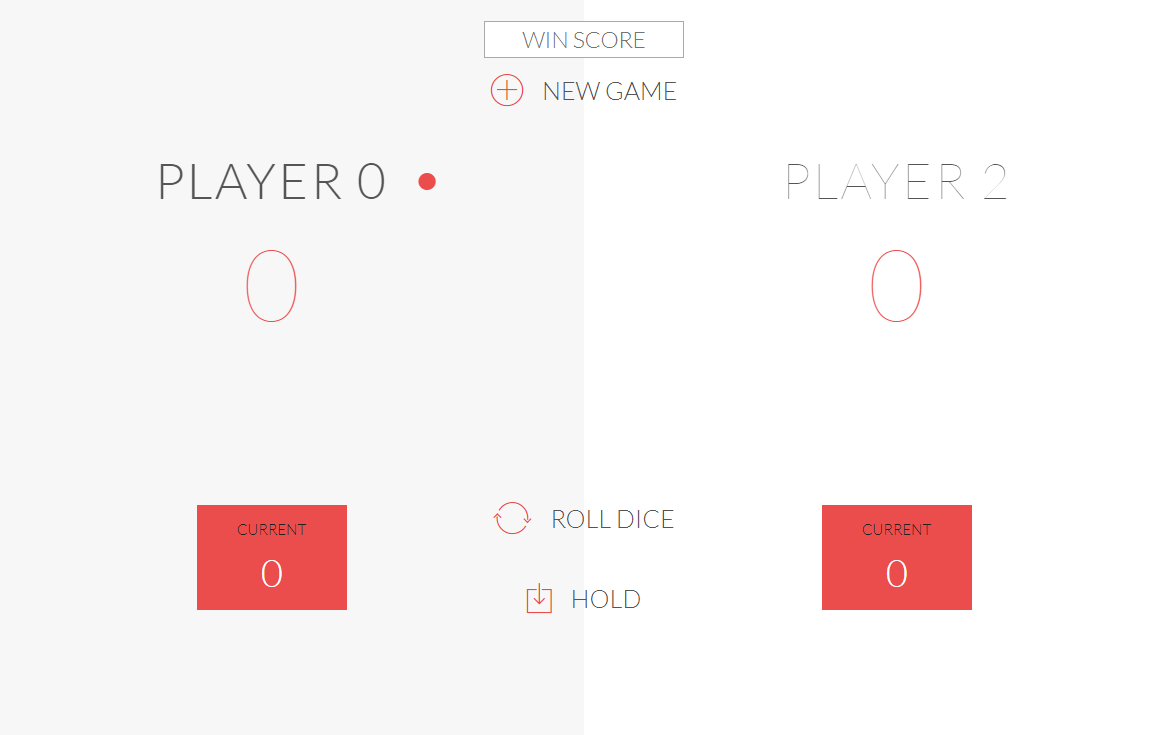 WIN SCORE
NEW GAME
PLAYER 0
PLAYER 2
0
0
CURRENT
0
ROLL DICE
HOLD
CURRENT
0